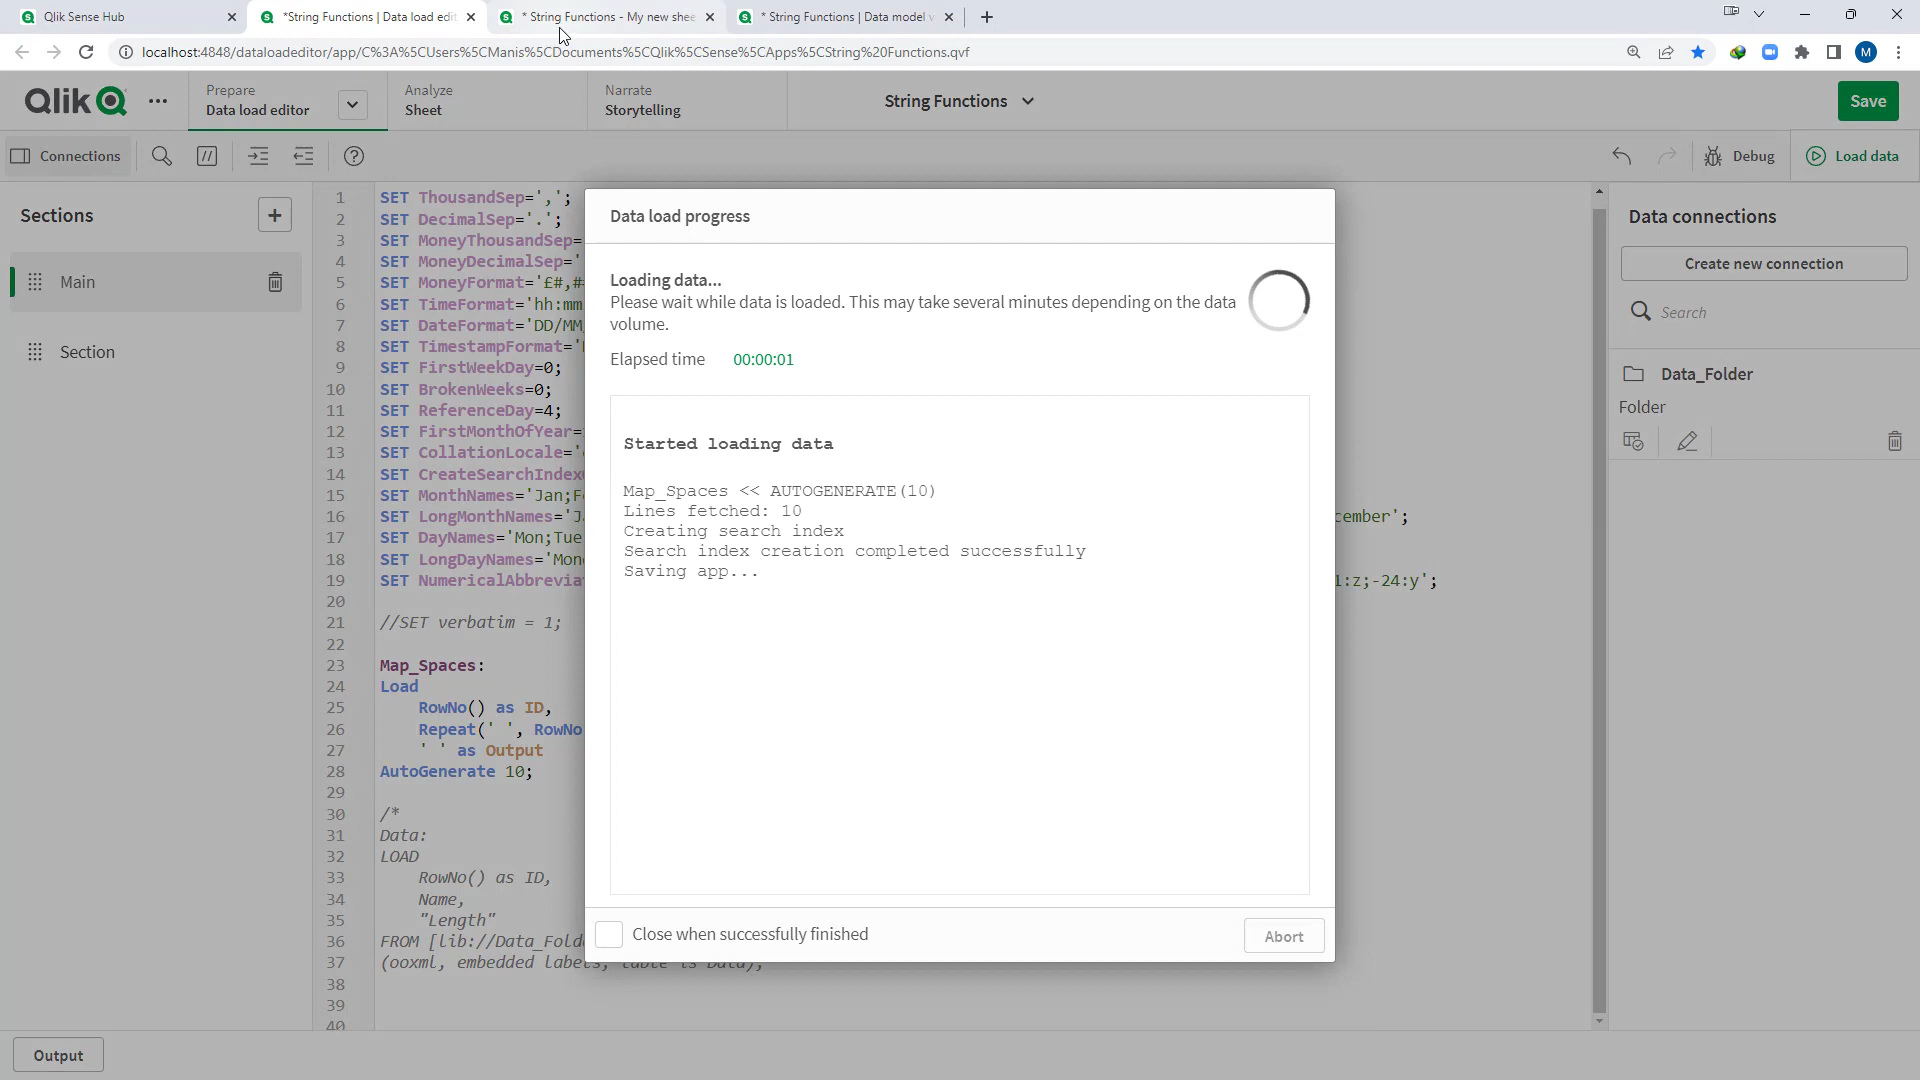 Qlik Sense Hub
*String Functions | Data load edit
* String Functions - My new shee
* String Functions | Data model v
localhost:4848/dataloadeditor/app/C%3A%5CUsers%5CManis%5CDocuments%5CQlik%5CSense%5CApps%5CString%20Functions.qvf
M
Qlik
Prepare
Data load editor
Analyze
Sheet
Narrate
Storytelling
String Functions
Save
Connections
Debug
Load data
Sections
Main
Section
1 SET ThousandSep=',';
2 SET DecimalSep='.';
3 SET MoneyThousandSep=
4 SET MoneyDecimalSep='
5 SET MoneyFormat='£#,#
6 SET TimeFormat='hh:mm
7 SET DateFormat='DD/MM
8 SET TimestampFormat='
9 SET FirstWeekDay=0;
10 SET BrokenWeeks=0;
11 SET ReferenceDay=4;
12 SET FirstMonthOfYear=
13 SET CollationLocale='
14 SET CreateSearchIndex
15 SET MonthNames='Jan;F
16 SET LongMonthNames='J cember';
17 SET DayNames='Mon;Tue
18 SET LongDayNames='Mon
19 SET NumericalAbbrevia 1:z;-24:y';
20
21 //SET verbatim = 1;
22
23 Map_Spaces:
24 Load
25 RowNo() as ID,
26 Repeat(' ', RowNo
27 ' ' as Output
28 AutoGenerate 10;
29
30 /*
31 Data:
32 LOAD
33 RowNo() as ID,
34 Name,
35 "Length"
36 FROM [lib://Data_Fold
37 (ooxml, embedded labels, table is Data);
38
39
40
Data load progress
Loading data...
Please wait while data is loaded. This may take several minutes depending on the data
volume.
Elapsed time 00:00:01
Started loading data
Map_Spaces << AUTOGENERATE(10)
Lines fetched: 10
Creating search index
Search index creation completed successfully
Saving app...
Close when successfully finished
Abort
Data connections
Create new connection
Search
Data_Folder
Folder
Output